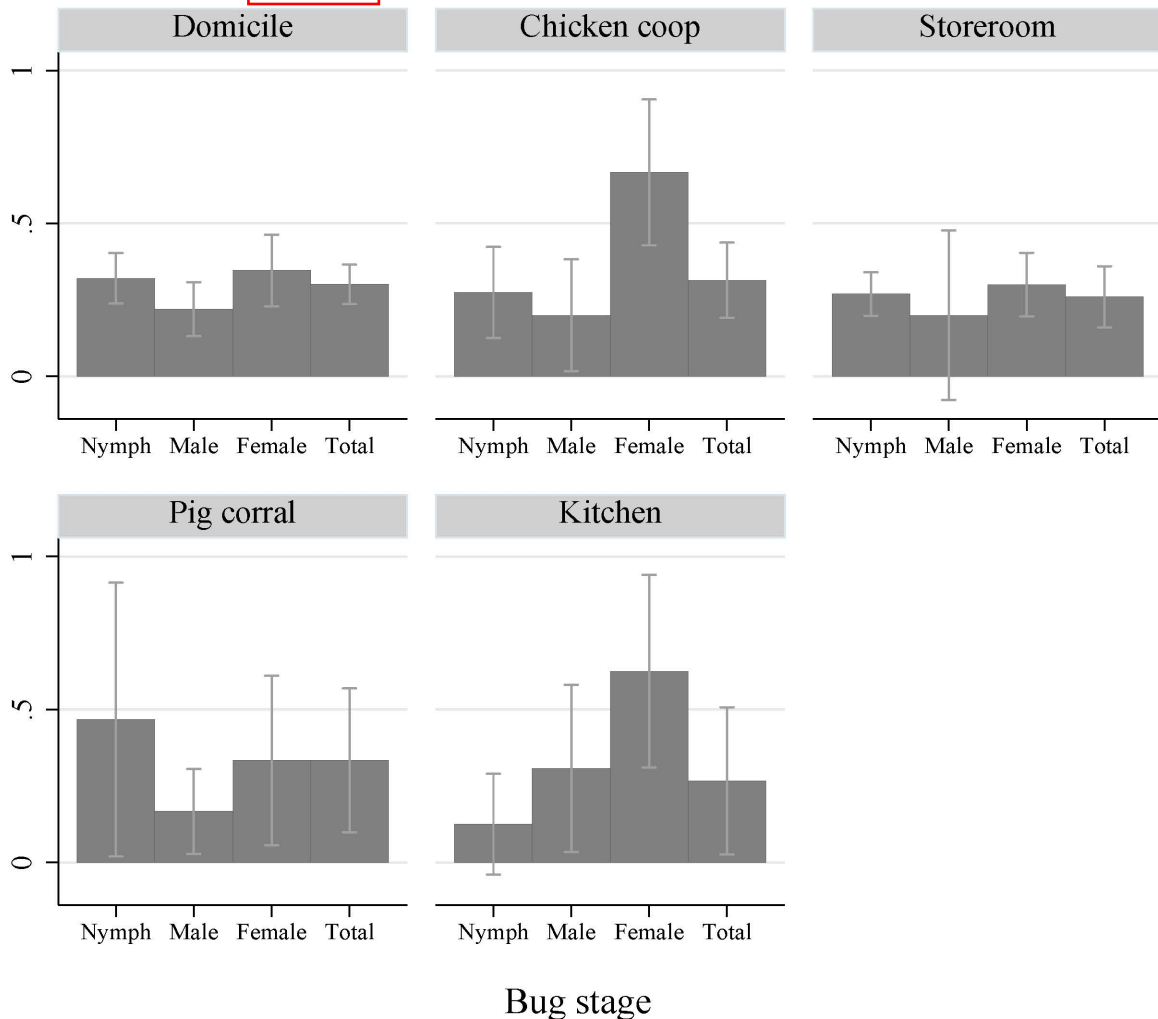 Domicile Chicken coop Storeroom
1
.5
0
Nymph Male Female Total Nymph Male Female Total Nymph Male Female Total
Pig corral Kitchen
1
.5
0
Nymph Male Female Total Nymph Male Female Total
Bug stage